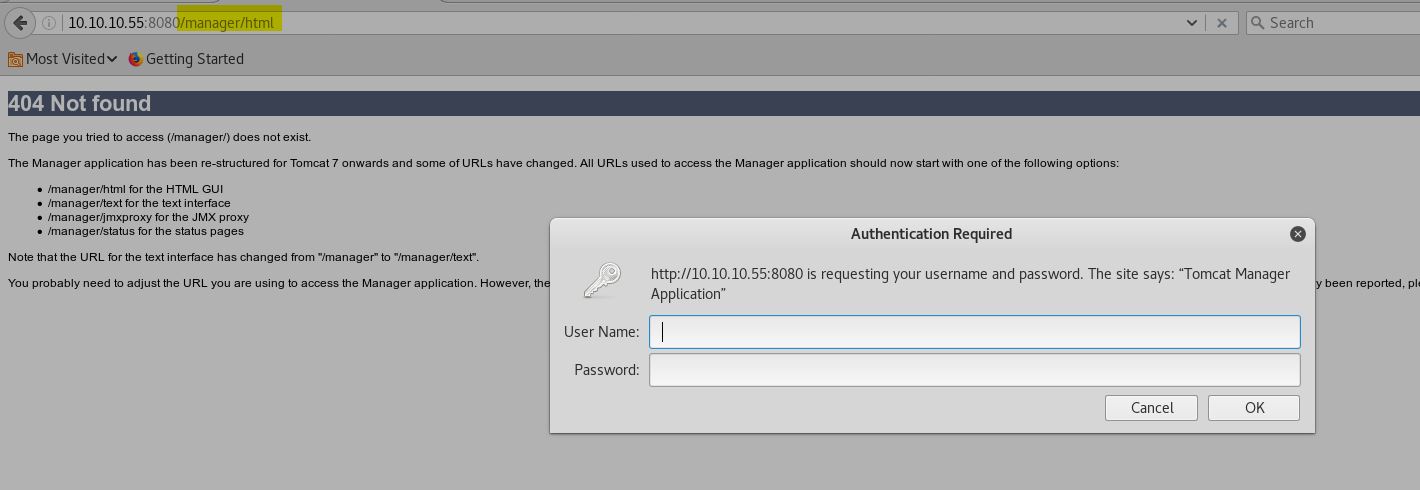 10.10.10.55:8080/manager/html
Search
Most Visited
Getting Started
404 Not found
The page you tried to access (/manager/) does not exist.
The Manager application has been re-structured for Tomcat 7 onwards and some of URLs have changed. All URLs used to access the Manager application should now start with one of the following options:
/manager/html for the HTML GUI
/manager/text for the text interface
/manager/jmxproxy for the JMX proxy
/manager/status for the status pages
Note that the URL for the text interface has changed from "/manager" to "/manager/text".
You probably need to adjust the URL you are using to access the Manager application. However, the
y been reported, ple
Authentication Required
http://10.10.10.55:8080 is requesting your username and password. The site says: “Tomcat Manager
Application”
User Name:
Password:
Cancel
OK